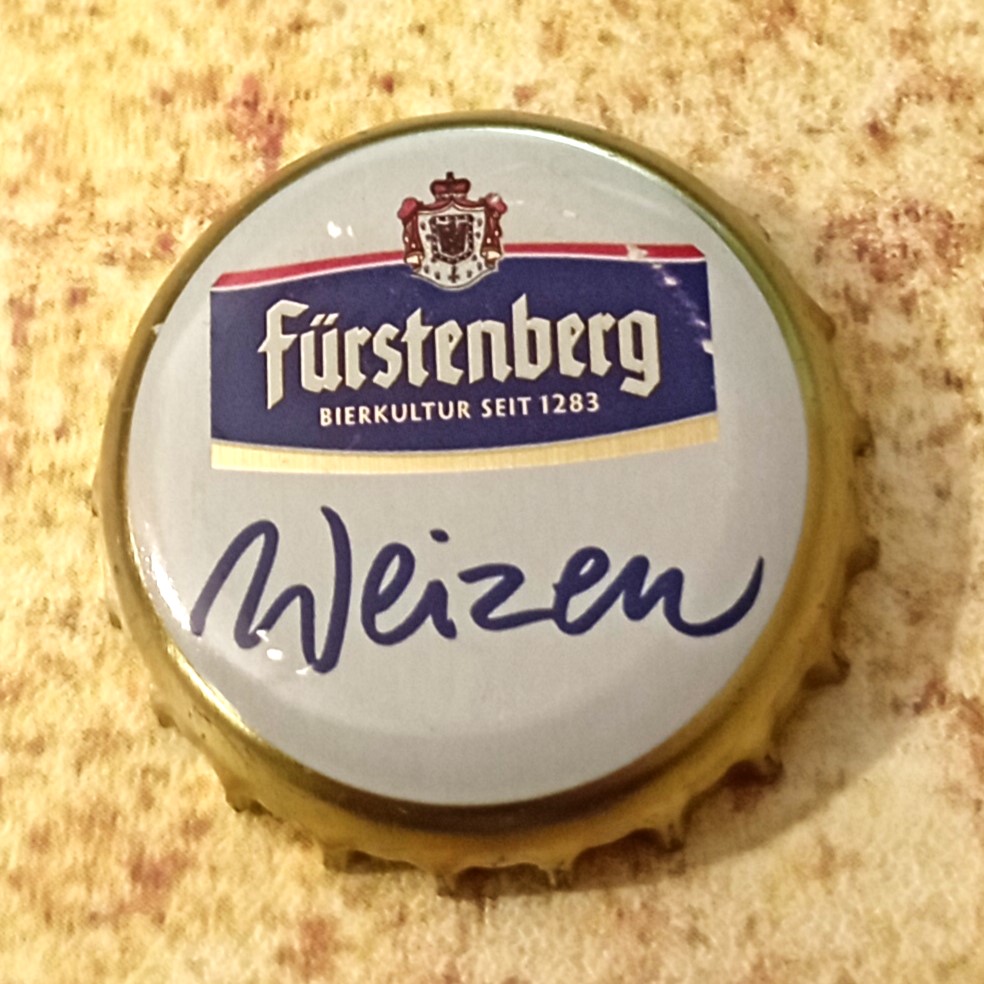 Fürstenberg
BIERKULTUR SEIT 1283
Weizen